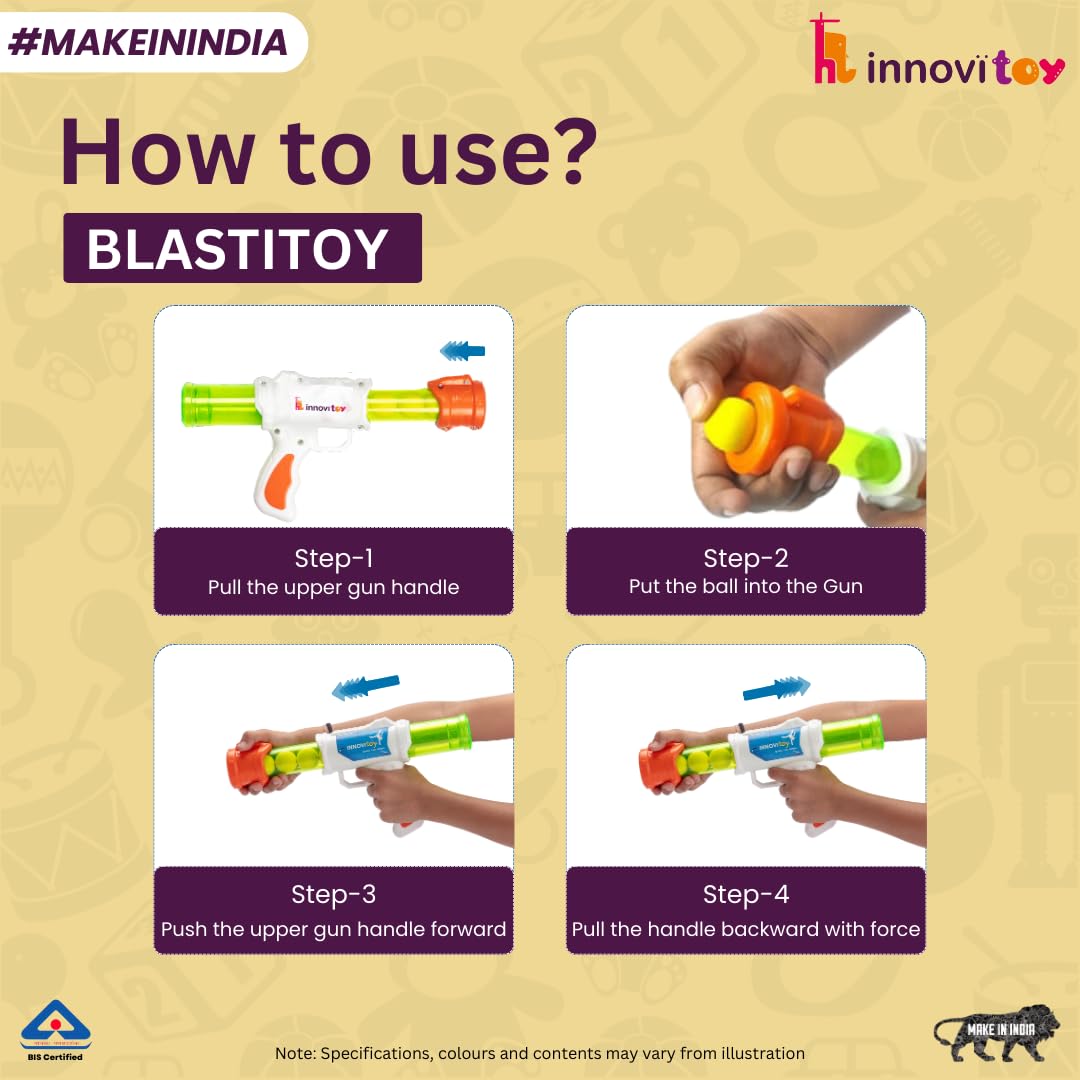 #MAKEININDIA
innovitoy
How to use?
BLASTITOY
innovitoy
Step-1
Pull the upper gun handle
Step-2
Put the ball into the Gun
INNOVItoy
Step-3
Push the upper gun handle forward
INNOVItoy
Step-4
Pull the handle backward with force
BIS Certified
MAKE IN INDIA
Note: Specifications, colours and contents may vary from illustration